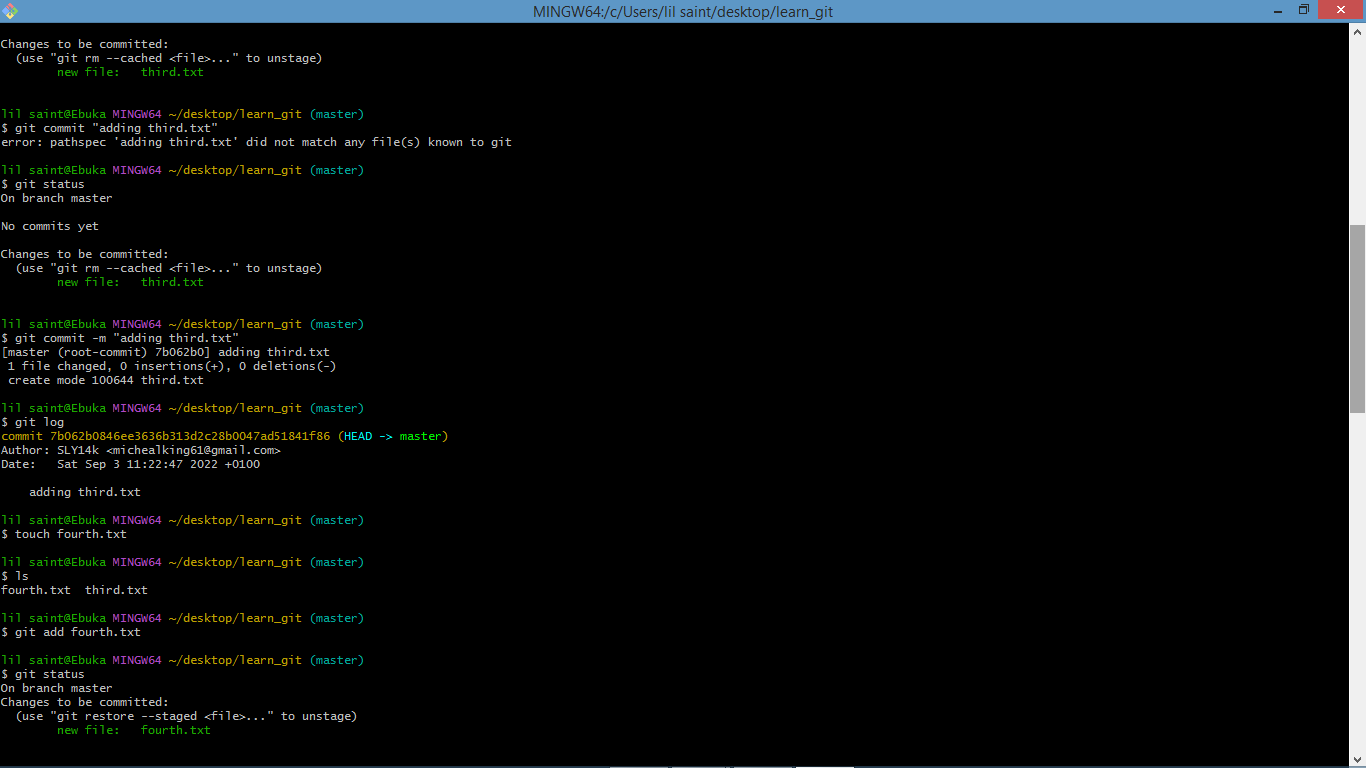 MINGW64:/c/Users/lil saint/desktop/learn_git
Changes to be committed:
  (use "git rm --cached <file>..." to unstage)
        new file:   third.txt
lil saint@Ebuka MINGW64 ~/desktop/learn_git (master)
$ git commit "adding third.txt"
error: pathspec 'adding third.txt' did not match any file(s) known to git
lil saint@Ebuka MINGW64 ~/desktop/learn_git (master)
$ git status
On branch master
No commits yet
Changes to be committed:
  (use "git rm --cached <file>..." to unstage)
        new file:   third.txt
lil saint@Ebuka MINGW64 ~/desktop/learn_git (master)
$ git commit -m "adding third.txt"
[master (root-commit) 7b062b0] adding third.txt
 1 file changed, 0 insertions(+), 0 deletions(-)
 create mode 100644 third.txt
lil saint@Ebuka MINGW64 ~/desktop/learn_git (master)
$ git log
commit 7b062b0846ee3636b313d2c28b0047ad51841f86 (HEAD -> master)
Author: SLY14k <michealking61@gmail.com>
Date:   Sat Sep 3 11:22:47 2022 +0100
    adding third.txt
lil saint@Ebuka MINGW64 ~/desktop/learn_git (master)
$ touch fourth.txt
lil saint@Ebuka MINGW64 ~/desktop/learn_git (master)
$ ls
fourth.txt  third.txt
lil saint@Ebuka MINGW64 ~/desktop/learn_git (master)
$ git add fourth.txt
lil saint@Ebuka MINGW64 ~/desktop/learn_git (master)
$ git status
On branch master
Changes to be committed:
  (use "git restore --staged <file>..." to unstage)
        new file:   fourth.txt